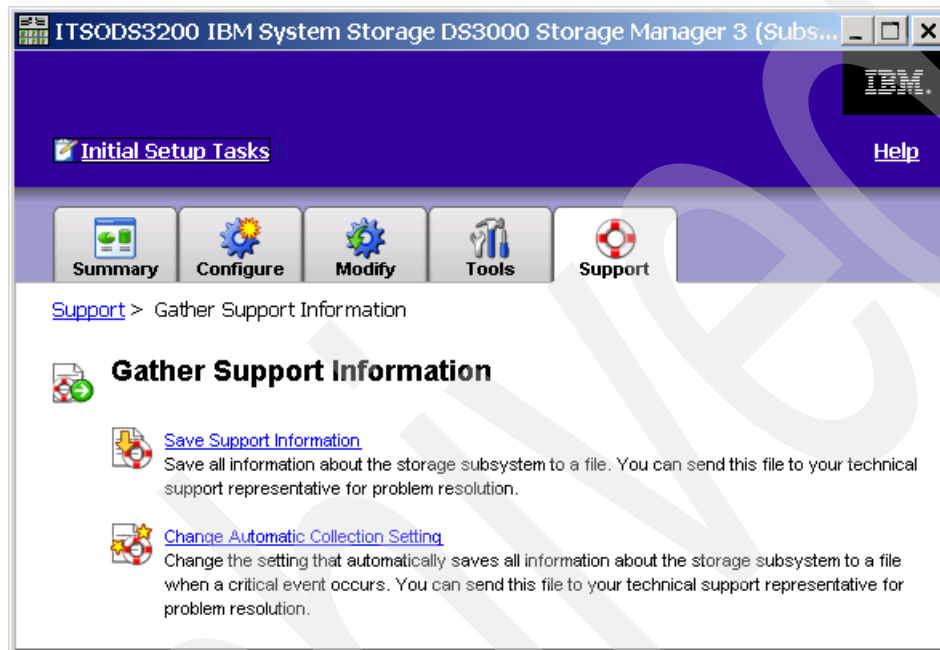 ITSODS3200 IBM System Storage DS3000 Storage Manager 3 (Subs...
IBM.
Initial Setup Tasks
Help
Summary
Configure
Modify
Tools
Support
Support > Gather Support Information
Gather Support Information
Save Support Information
Save all information about the storage subsystem to a file. You can send this file to your technical
support representative for problem resolution.
Change Automatic Collection Setting
Change the setting that automatically saves all information about the storage subsystem to a file
when a critical event occurs. You can send this file to your technical support representative for
problem resolution.